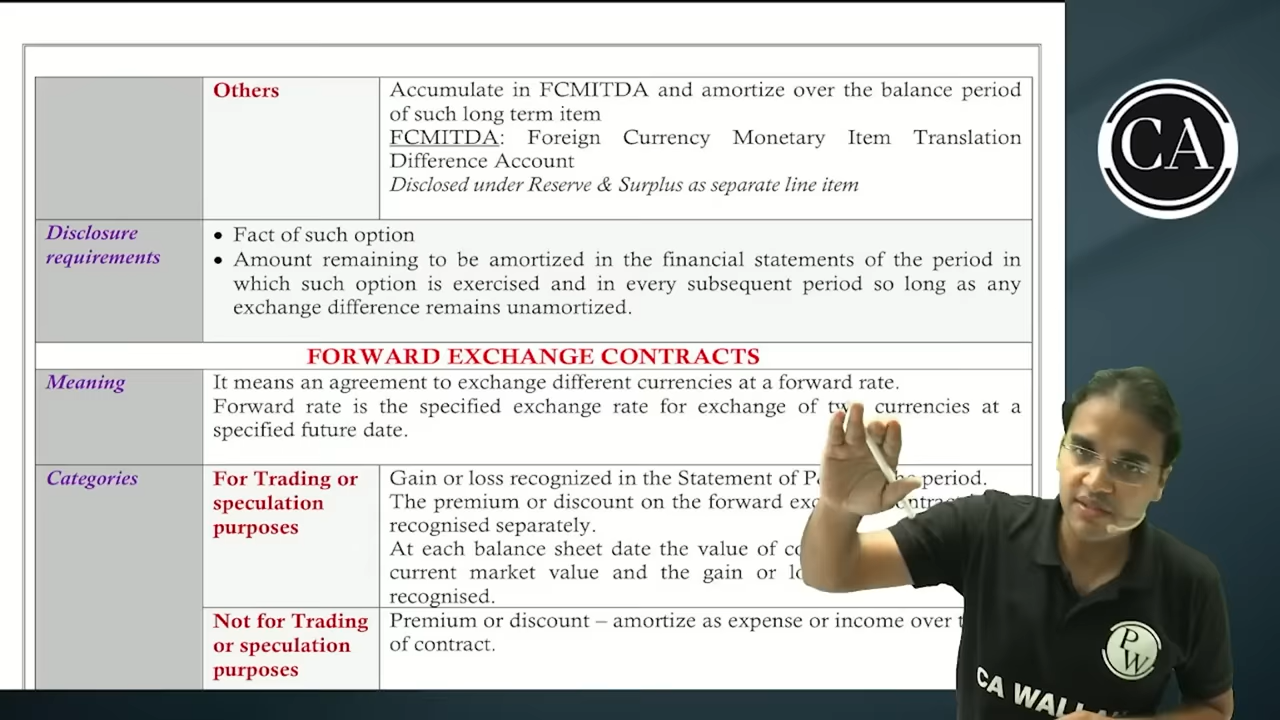 Others
Accumulate in FCMITDA and amortize over the balance period
of such long term item
FCMITDA: Foreign Currency Monetary Item Translation
Difference Account
Disclosed under Reserve & Surplus as separate line item
Disclosure
requirements
• Fact of such option
• Amount remaining to be amortized in the financial statements of the period in
which such option is exercised and in every subsequent period so long as any
exchange difference remains unamortized.
FORWARD EXCHANGE CONTRACTS
Meaning
It means an agreement to exchange different currencies at a forward rate.
Forward rate is the specified exchange rate for exchange of two currencies at a
specified future date.
Categories
For Trading or
speculation
purposes
Gain or loss recognized in the Statement of period.
The premium or discount on the forward
recognised separately.
At each balance sheet date the value of
current market value and the gain or
recognised.
Not for Trading
or speculation
purposes
Premium or discount – amortize as expense or income over
of contract.
CA
PW
CA WALLAH